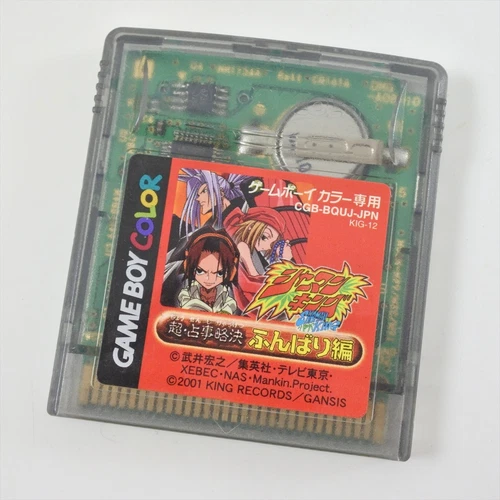 GAME BOY COLOR
ゲームボーイカラー専用
CGB-BQUJ-JPN
KIG-12
シャーマンキング
超・占事略決
ふんばり編
©武井宏之／集英社・テレビ東京・
XEBEC・NAS・Mankin.Project.
©2001 KING RECORDS/GANSIS